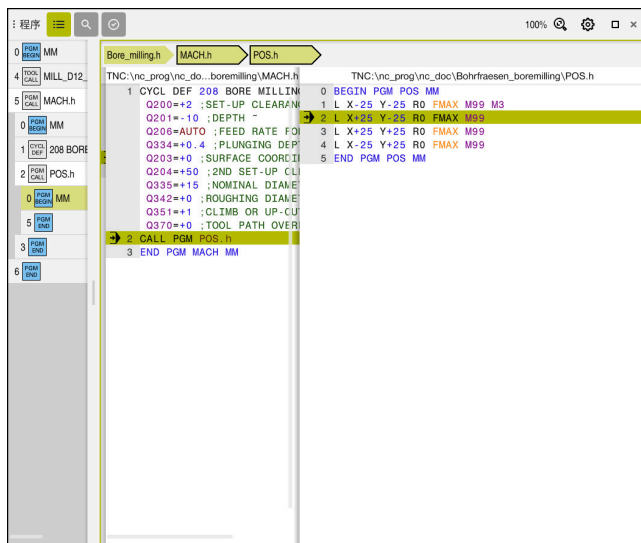 程序
100%
0 PGM BEGIN MM
4 TOOL CALL MILL_D12_
5 PGM CALL MACH.h
0 PGM BEGIN MM
1 CYCL DEF 208 BORE
2 PGM CALL POS.h
0 PGM BEGIN MM
5 PGM END
3 PGM END
6 PGM END
Bore_milling.h MACH.h POS.h
TNC:\nc_prog\nc_do...boremilling\MACH.h
1 CYCL DEF 208 BORE MILLING
Q200=+2 ;SET-UP CLEARANC
Q201=-10 ;DEPTH ~
Q206=AUTO ;FEED RATE FO
Q334=+0.4 ;PLUNGING DEP
Q203=+0 ;SURFACE COORDI
Q204=+50 ;2ND SET-UP CL
Q335=+15 ;NOMINAL DIAME
Q342=+0 ;ROUGHING DIAME
Q351=+1 ;CLIMB OR UP-CU
Q370=+0 ;TOOL PATH OVER
2 CALL PGM POS.h
3 END PGM MACH MM
TNC:\nc_prog\nc_doc\Bohrfraesen_boremilling\POS.h
0 BEGIN PGM POS MM
1 L X-25 Y-25 R0 FMAX M99 M3
2 L X+25 Y-25 R0 FMAX M99
3 L X+25 Y+25 R0 FMAX M99
4 L X-25 Y+25 R0 FMAX M99
5 END PGM POS MM